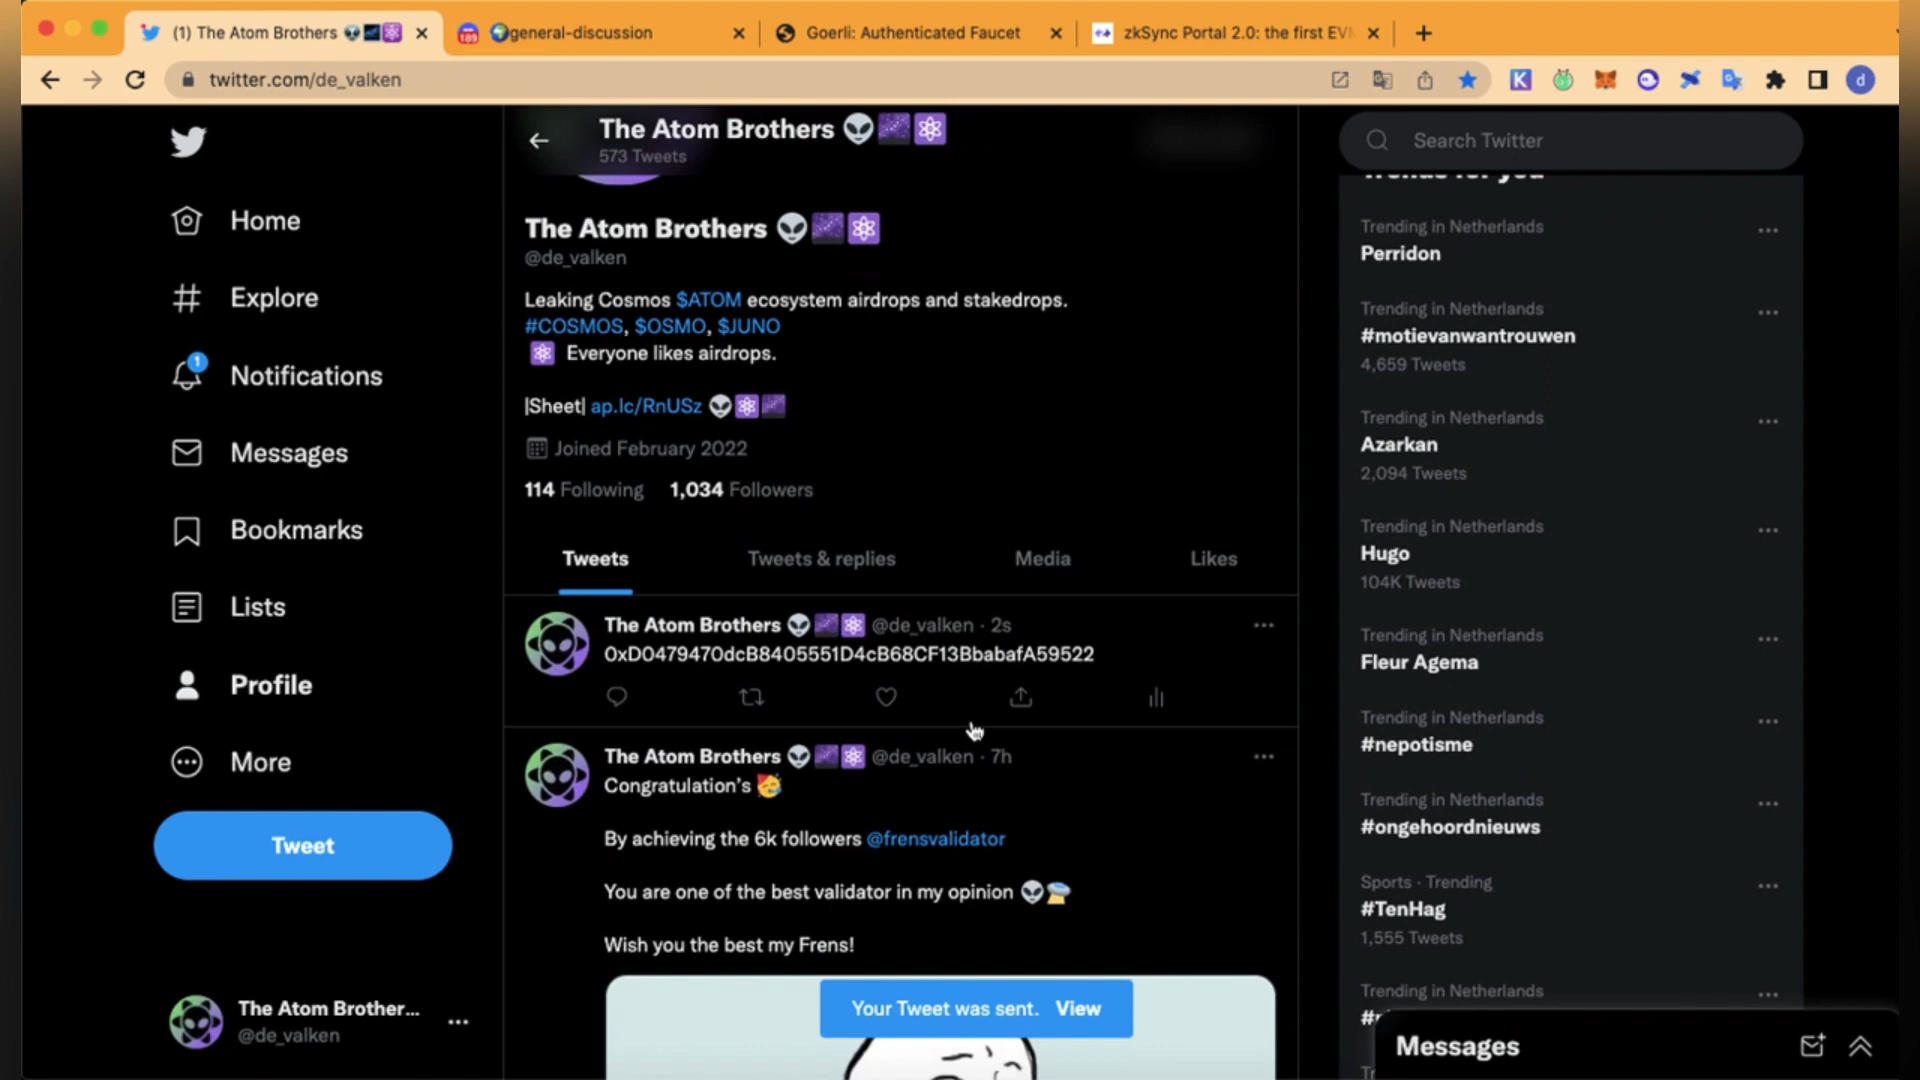 (1) The Atom Brothers
189
general-discussion
Goerli: Authenticated Faucet
zkSync Portal 2.0: the first EVM
twitter.com/de_valken
K
d
The Atom Brothers
573 Tweets
Search Twitter
Trends for you
Home
Explore
1
Notifications
Messages
Bookmarks
Lists
Profile
More
Tweet
The Atom Brother...
@de_valken
The Atom Brothers
@de_valken
Leaking Cosmos $ATOM ecosystem airdrops and stakedrops.
#COSMOS, $OSMO, $JUNO
Everyone likes airdrops.
|Sheet| ap.lc/RnUSz
Joined February 2022
114 Following 1,034 Followers
Tweets Tweets & replies Media Likes
The Atom Brothers @de_valken · 2s
0xD0479470dcB8405551D4cB68CF13BbabafA59522
The Atom Brothers @de_valken · 7h
Congratulation's
By achieving the 6k followers @frensvalidator
You are one of the best validator in my opinion
Wish you the best my Frens!
Your Tweet was sent. View
Trending in Netherlands
Perridon
Trending in Netherlands
#motievanwantrouwen
4,659 Tweets
Trending in Netherlands
Azarkan
2,094 Tweets
Trending in Netherlands
Hugo
104K Tweets
Trending in Netherlands
Fleur Agema
Trending in Netherlands
#nepotisme
Trending in Netherlands
#ongehoordnieuws
Sports · Trending
#TenHag
1,555 Tweets
Trending in Netherlands
Messages